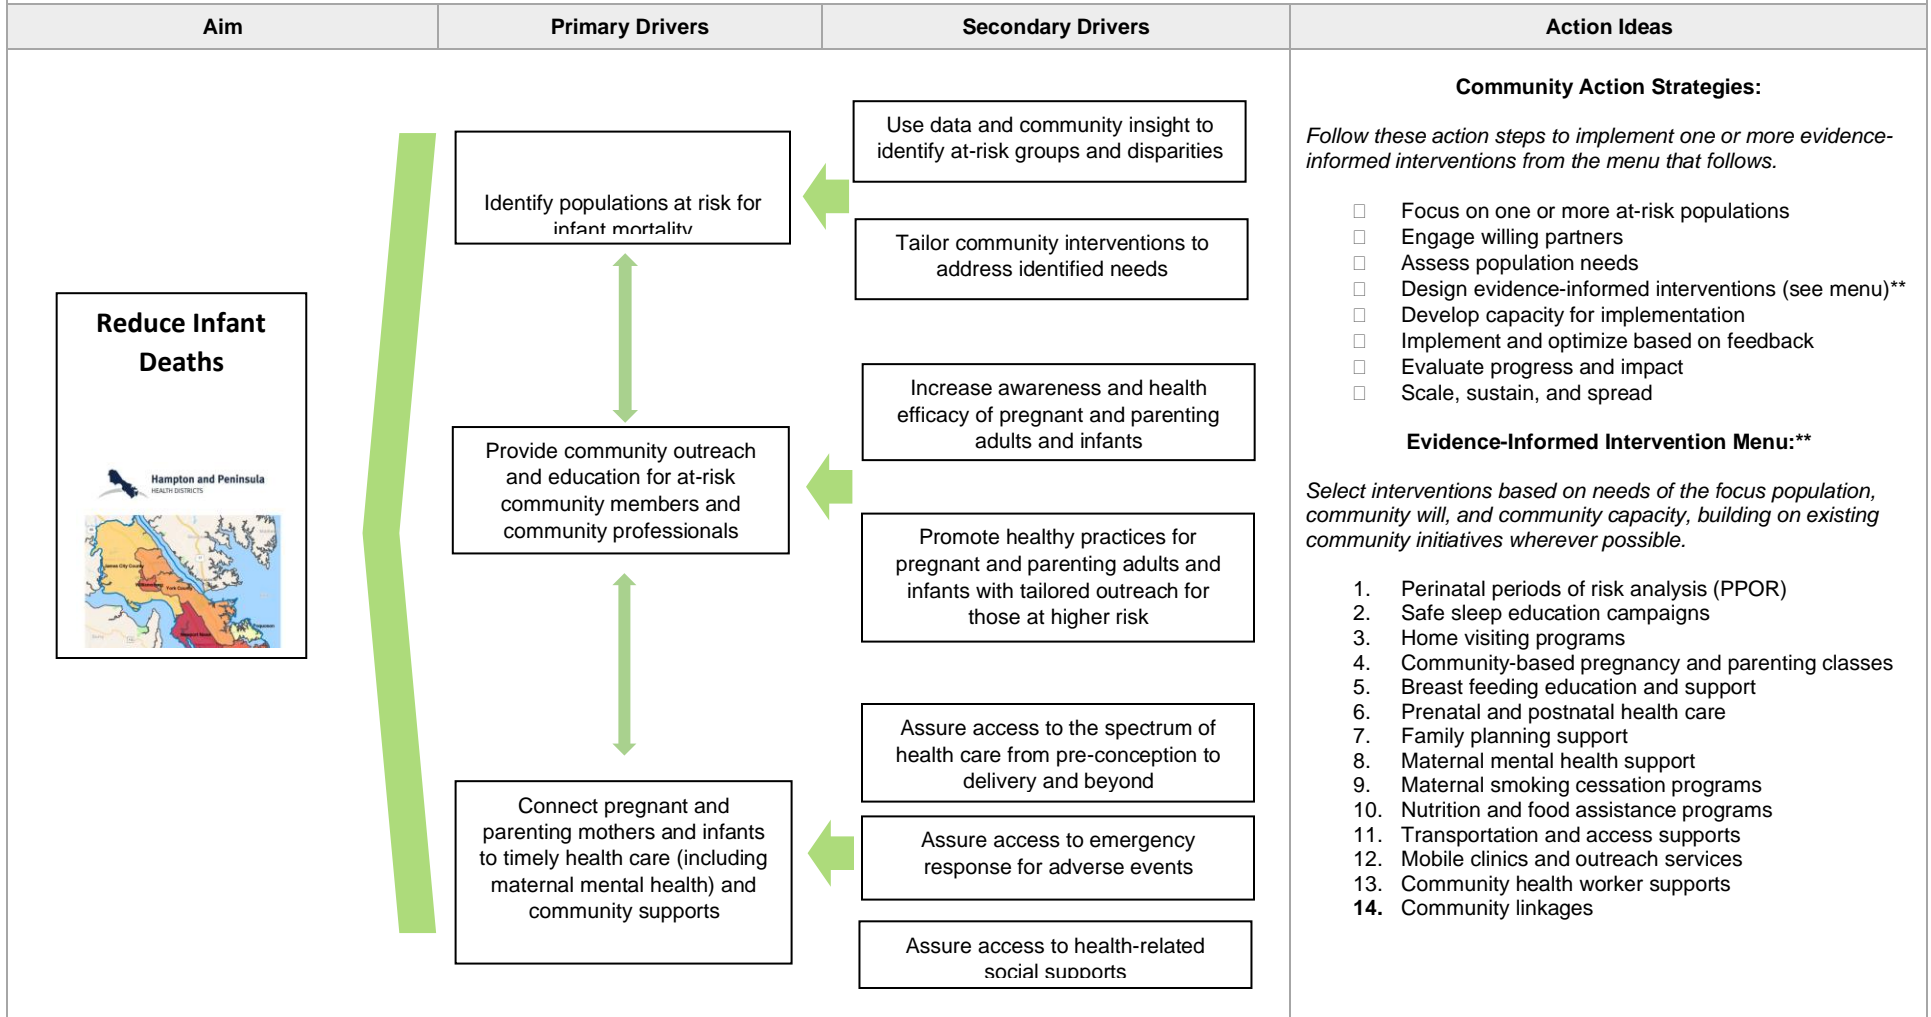 Aim
Primary Drivers
Secondary Drivers
Action Ideas
Reduce Infant
Deaths
Hampton and Peninsula
HEALTH DISTRICTS
James City County
York County
Identify populations at risk for
infant mortality
Provide community outreach
and education for at-risk
community members and
community professionals
Connect pregnant and
parenting mothers and infants
to timely health care (including
maternal mental health) and
community supports
Use data and community insight to
identify at-risk groups and disparities
Tailor community interventions to
address identified needs
Increase awareness and health
efficacy of pregnant and parenting
adults and infants
Promote healthy practices for
pregnant and parenting adults and
infants with tailored outreach for
those at higher risk
Assure access to the spectrum of
health care from pre-conception to
delivery and beyond
Assure access to emergency
response for adverse events
Assure access to health-related
social supports
Community Action Strategies:
Follow these action steps to implement one or more evidence-
informed interventions from the menu that follows.
□ Focus on one or more at-risk populations
□ Engage willing partners
□ Assess population needs
□ Design evidence-informed interventions (see menu)**
□ Develop capacity for implementation
□ Implement and optimize based on feedback
□ Evaluate progress and impact
□ Scale, sustain, and spread
Evidence-Informed Intervention Menu:**
Select interventions based on needs of the focus population,
community will, and community capacity, building on existing
community initiatives wherever possible.
1. Perinatal periods of risk analysis (PPOR)
2. Safe sleep education campaigns
3. Home visiting programs
4. Community-based pregnancy and parenting classes
5. Breast feeding education and support
6. Prenatal and postnatal health care
7. Family planning support
8. Maternal mental health support
9. Maternal smoking cessation programs
10. Nutrition and food assistance programs
11. Transportation and access supports
12. Mobile clinics and outreach services
13. Community health worker supports
14. Community linkages